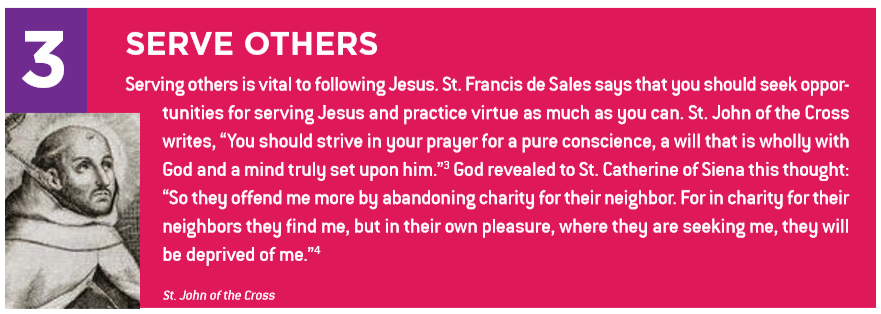 3
SERVE OTHERS
Serving others is vital to following Jesus. St. Francis de Sales says that you should seek oppor-
tunities for serving Jesus and practice virtue as much as you can. St. John of the Cross
writes, “You should strive in your prayer for a pure conscience, a will that is wholly with
God and a mind truly set upon him.”³ God revealed to St. Catherine of Siena this thought:
“So they offend me more by abandoning charity for their neighbor. For in charity for their
neighbors they find me, but in their own pleasure, where they are seeking me, they will
be deprived of me.”⁴
St. John of the Cross